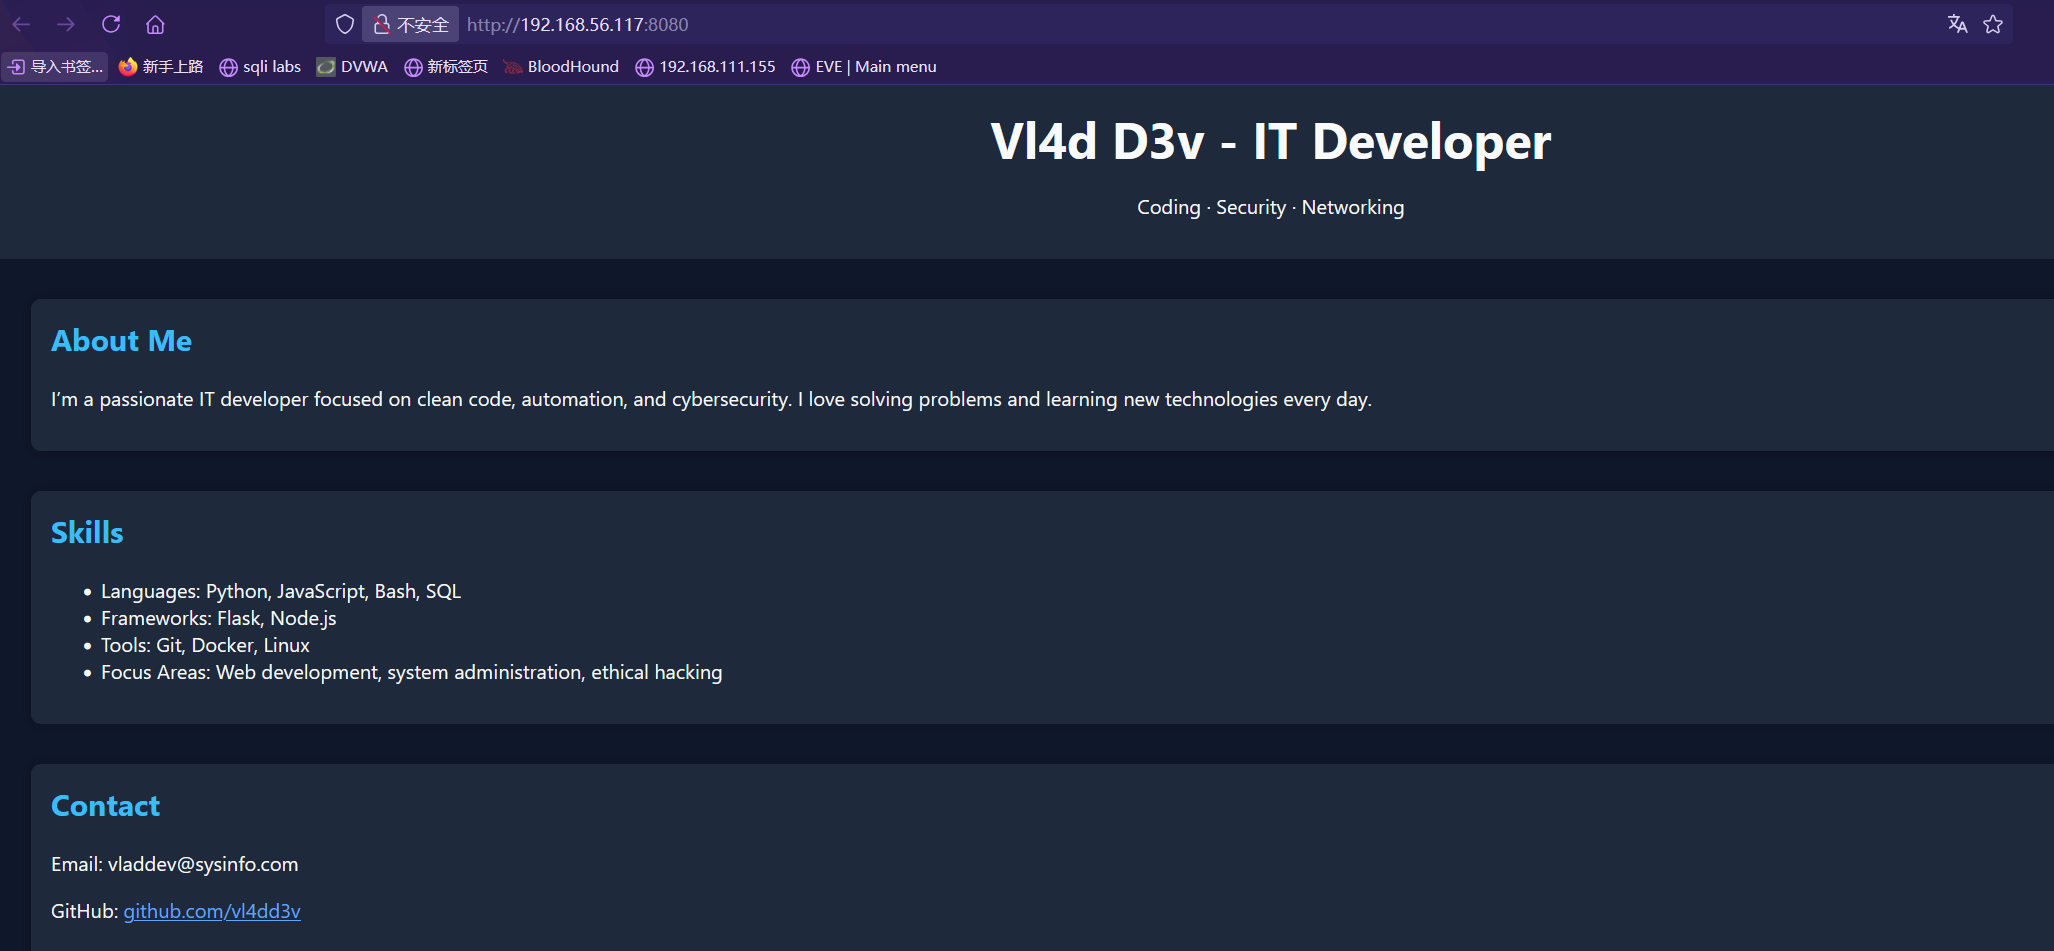 不安全 http://192.168.56.117:8080
导入书签... 新手上路 sqli labs DVWA 新标签页 BloodHound 192.168.111.155 EVE | Main menu
Vl4d D3v - IT Developer
Coding · Security · Networking
About Me
I’m a passionate IT developer focused on clean code, automation, and cybersecurity. I love solving problems and learning new technologies every day.
Skills
• Languages: Python, JavaScript, Bash, SQL
• Frameworks: Flask, Node.js
• Tools: Git, Docker, Linux
• Focus Areas: Web development, system administration, ethical hacking
Contact
Email: vladdev@sysinfo.com
GitHub: github.com/vl4dd3v